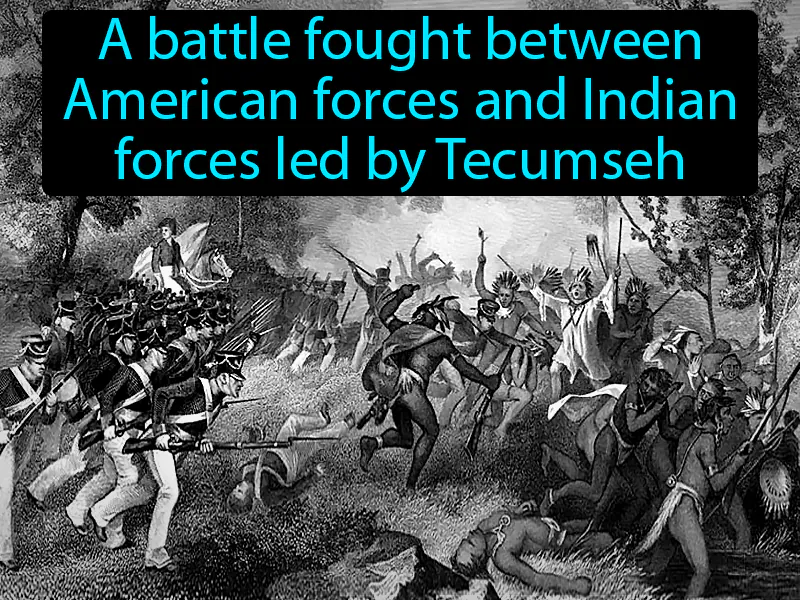 A battle fought between
American forces and Indian
forces led by Tecumseh